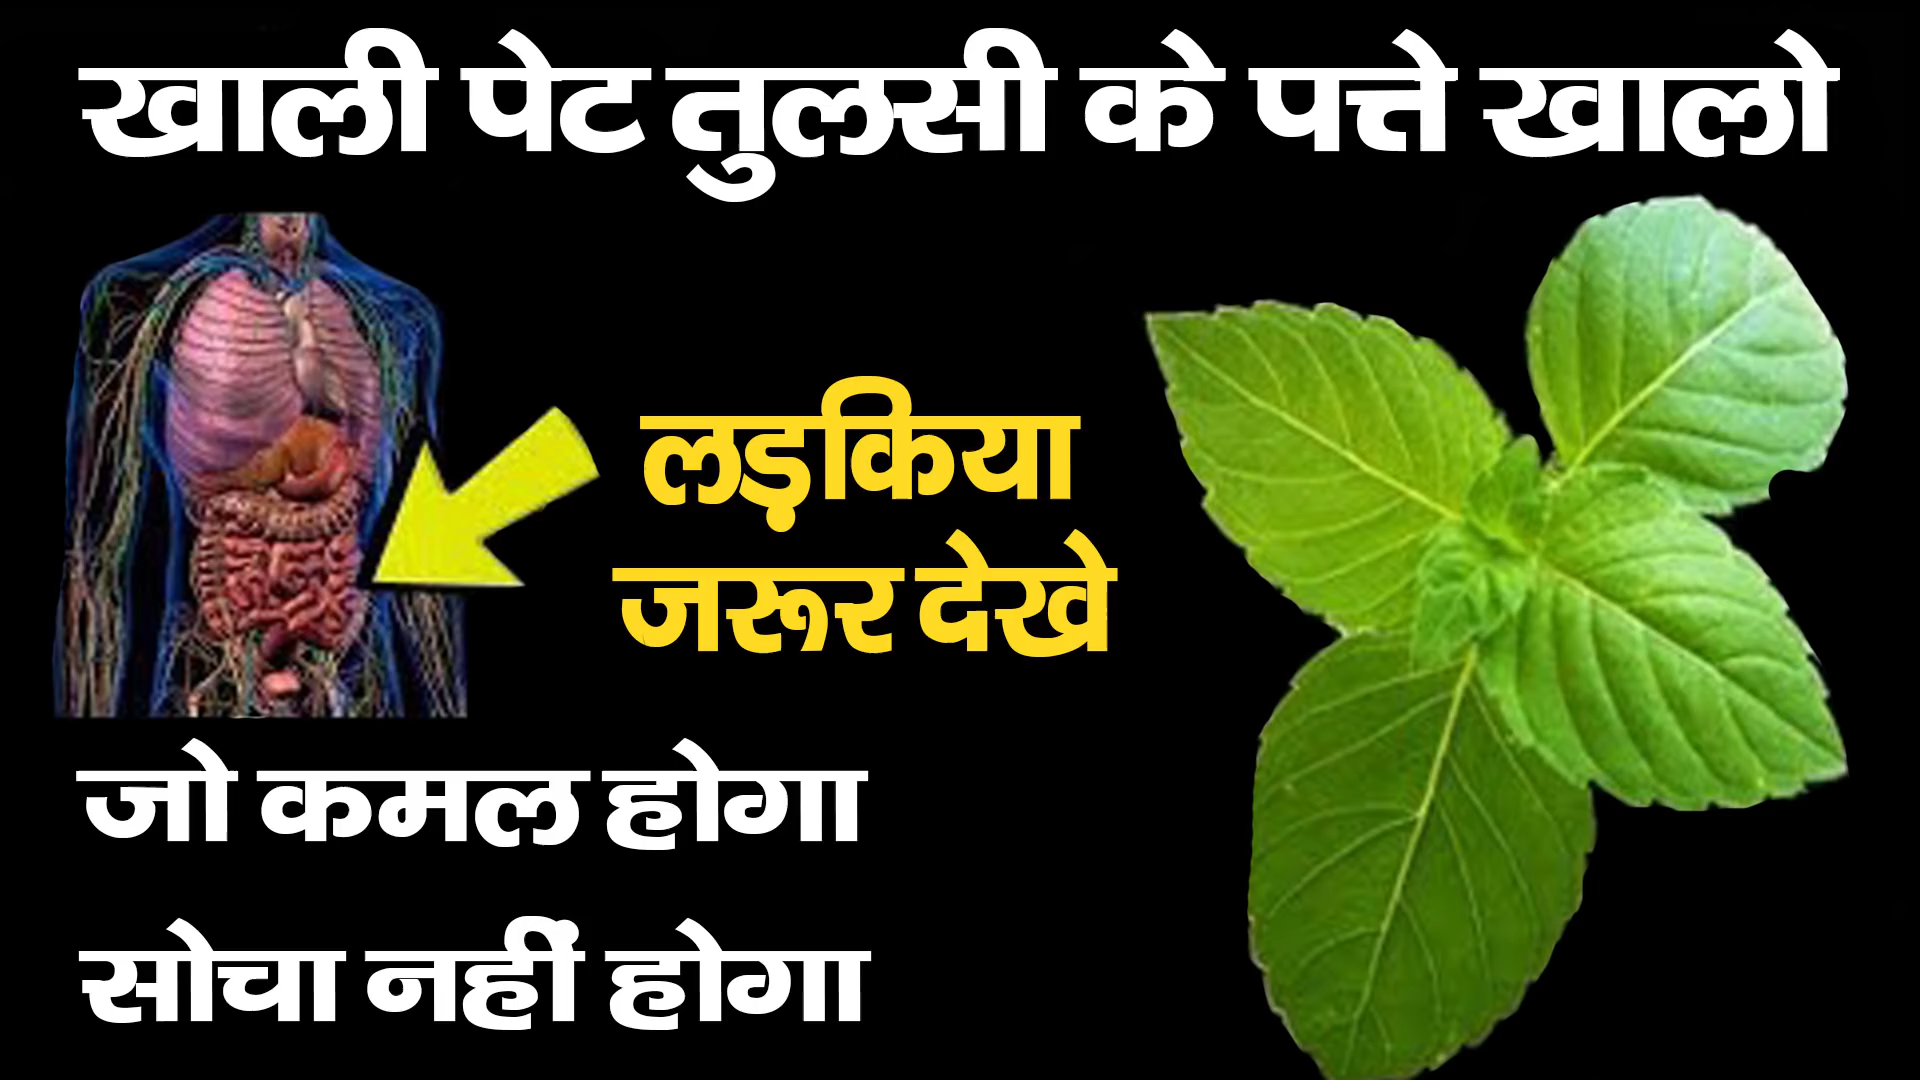 खाली पेट तुलसी के पत्ते खालो
लड़किया
जरूर देखे
जो कमल होगा
सोचा नहीं होगा